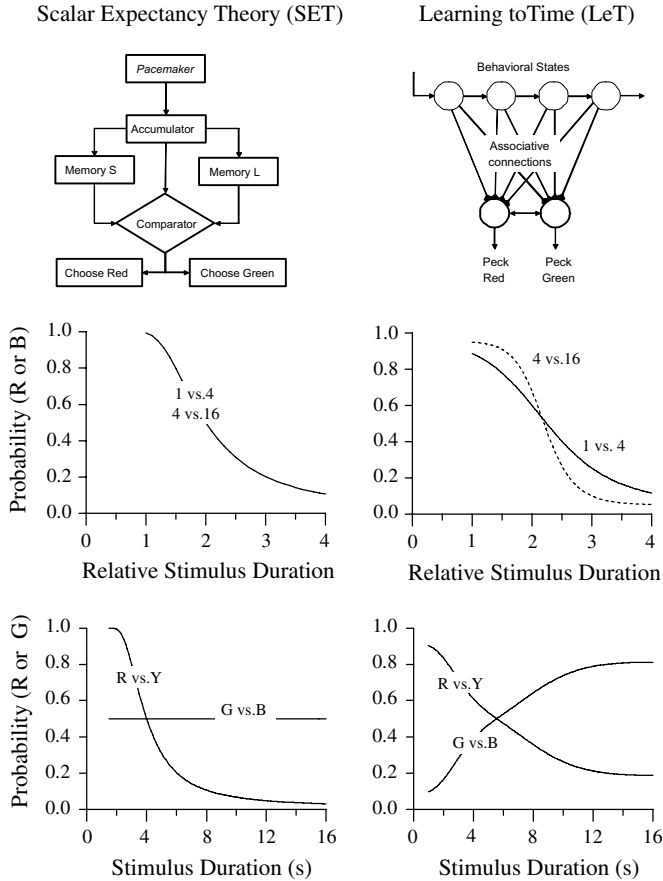 Scalar Expectancy Theory (SET)
Pacemaker
Accumulator
Memory S
Memory L
Comparator
Choose Red
Choose Green
Learning toTime (LeT)
Behavioral States
Associative
connections
Peck
Red
Peck
Green
Probability (R or B)
1.0
0.8
0.6
0.4
0.2
0.0
1 vs.4
4 vs.16
0
1
2
3
4
Relative Stimulus Duration
1.0
0.8
0.6
0.4
0.2
0.0
4 vs.16
1 vs. 4
0
1
2
3
4
Relative Stimulus Duration
Probability (R or G)
1.0
0.8
0.6
0.4
0.2
0.0
R vs.Y
G vs.B
0
4
8
12
16
Stimulus Duration (s)
1.0
0.8
0.6
0.4
0.2
0.0
R vs.Y
G vs.B
0
4
8
12
16
Stimulus Duration (s)